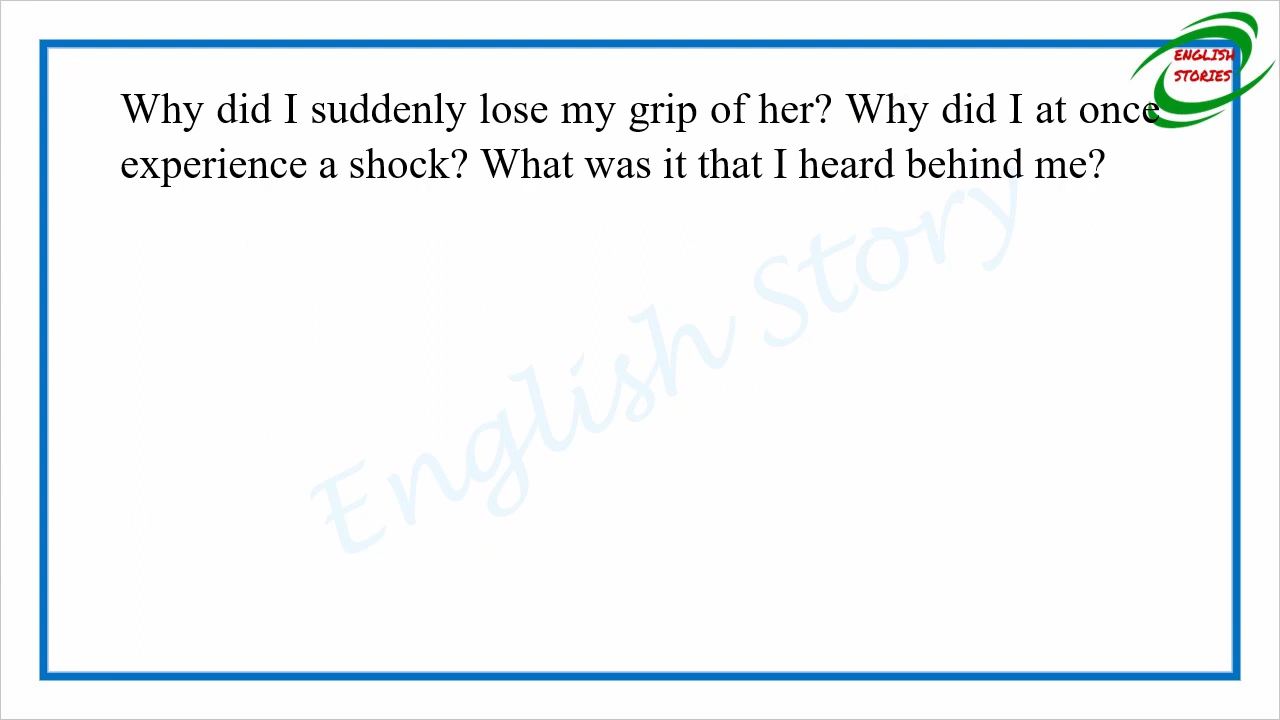 ENGLISH
STORIES
Why did I suddenly lose my grip of her? Why did I at once
experience a shock? What was it that I heard behind me?
English Story